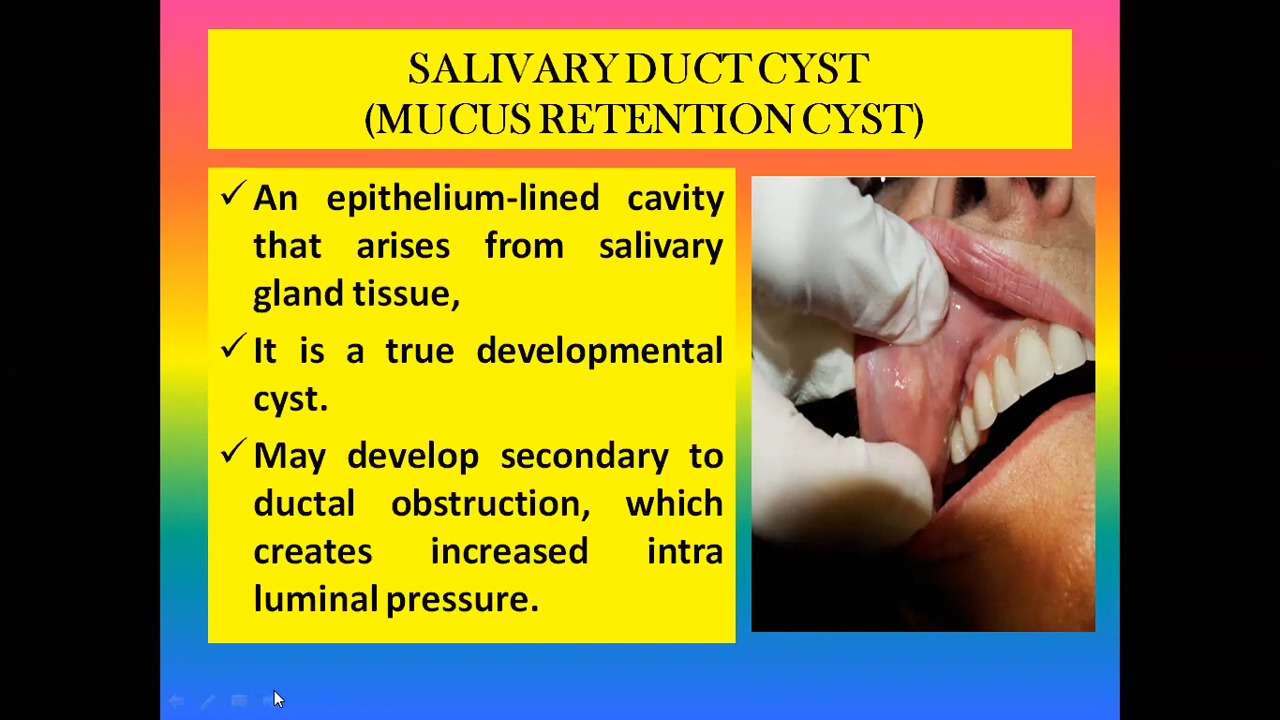 SALIVARY DUCT CYST
(MUCUS RETENTION CYST)
✓ An epithelium-lined cavity
that arises from salivary
gland tissue,
✓ It is a true developmental
cyst.
✓ May develop secondary to
ductal obstruction, which
creates increased intra
luminal pressure.